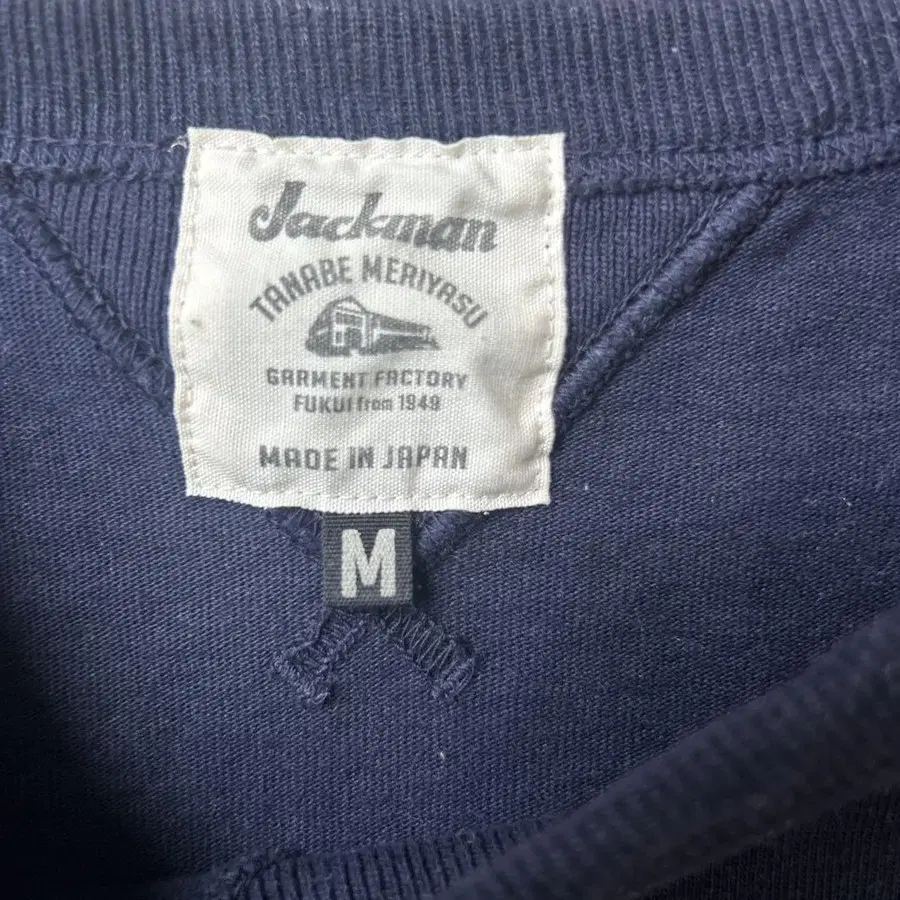 Jackman
TANABE MERIYASU
GARMENT FACTORY
FUKUI from 1949
MADE IN JAPAN
M